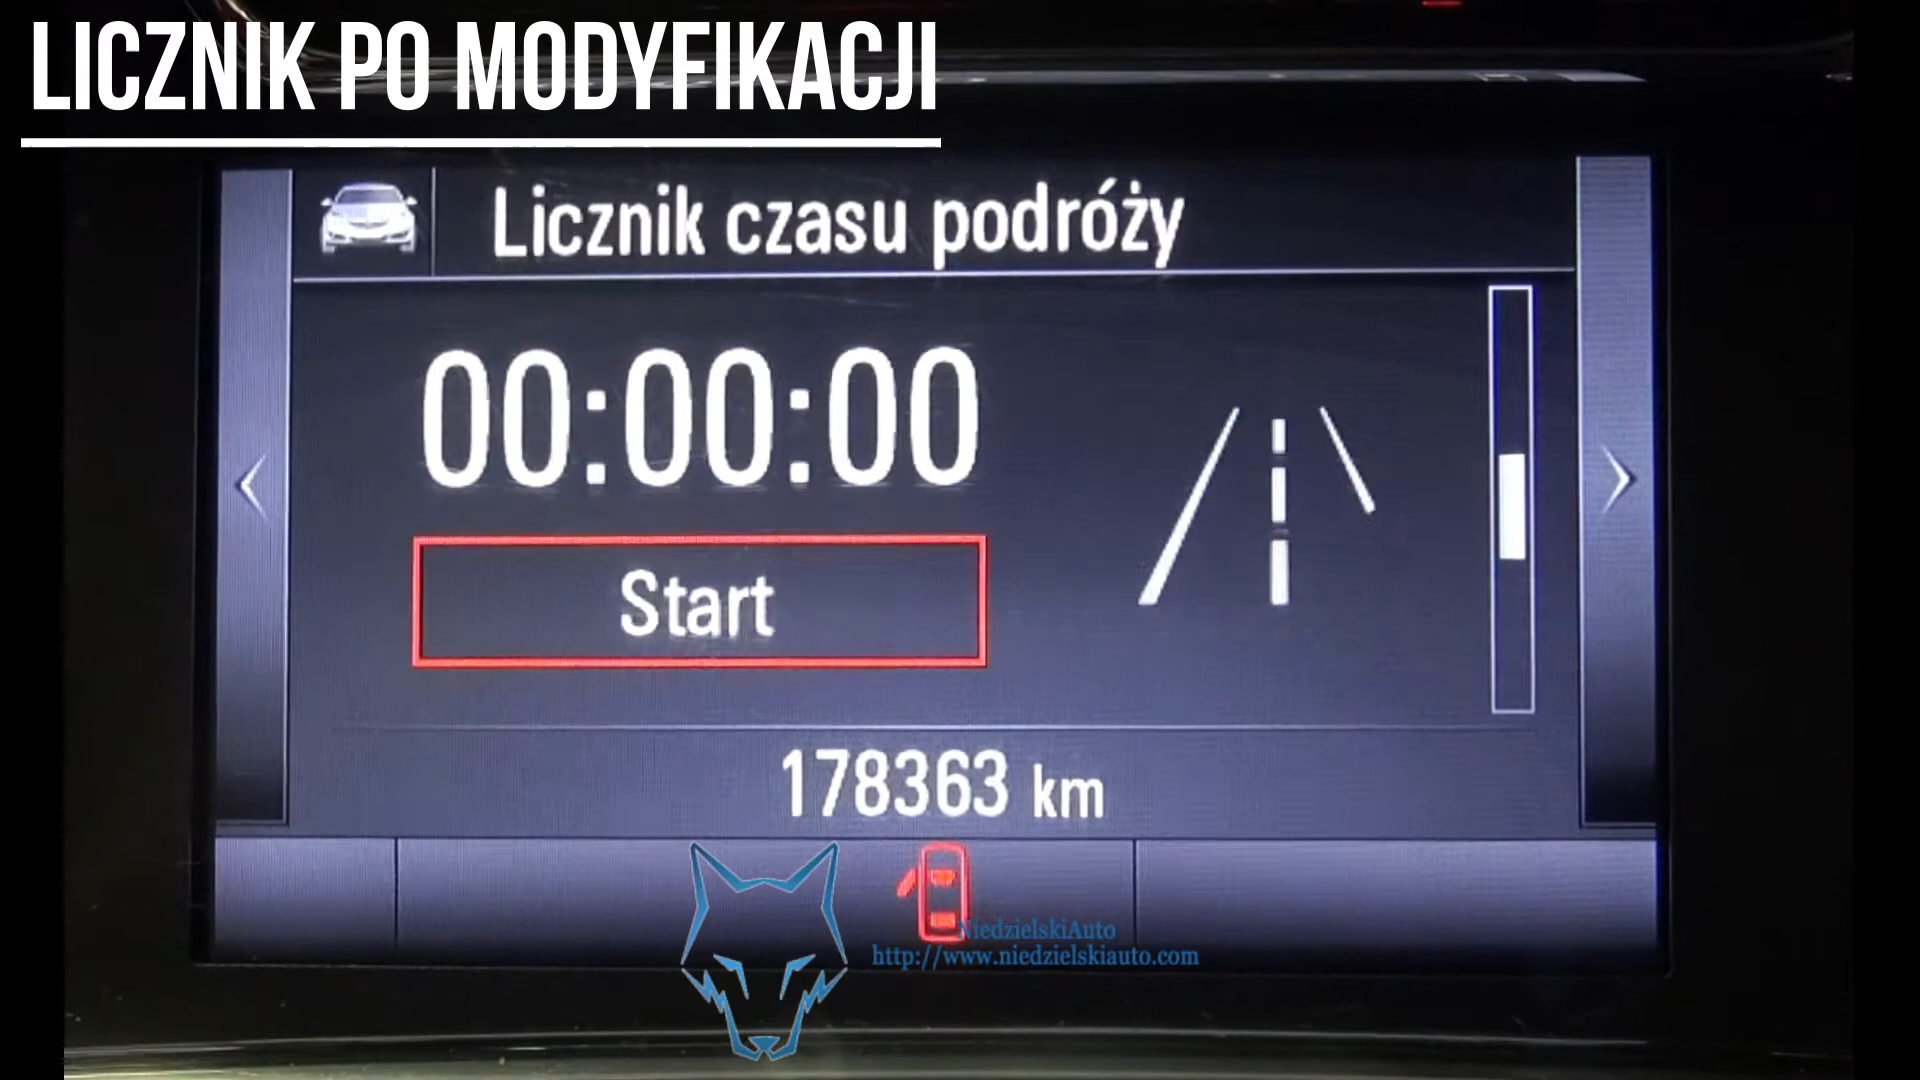 LICZNIK PO MODYFIKACJI
Licznik czasu podróży
00:00:00
Start
178363 km
NiedzielskiAuto
http://www.niedzielskiauto.com